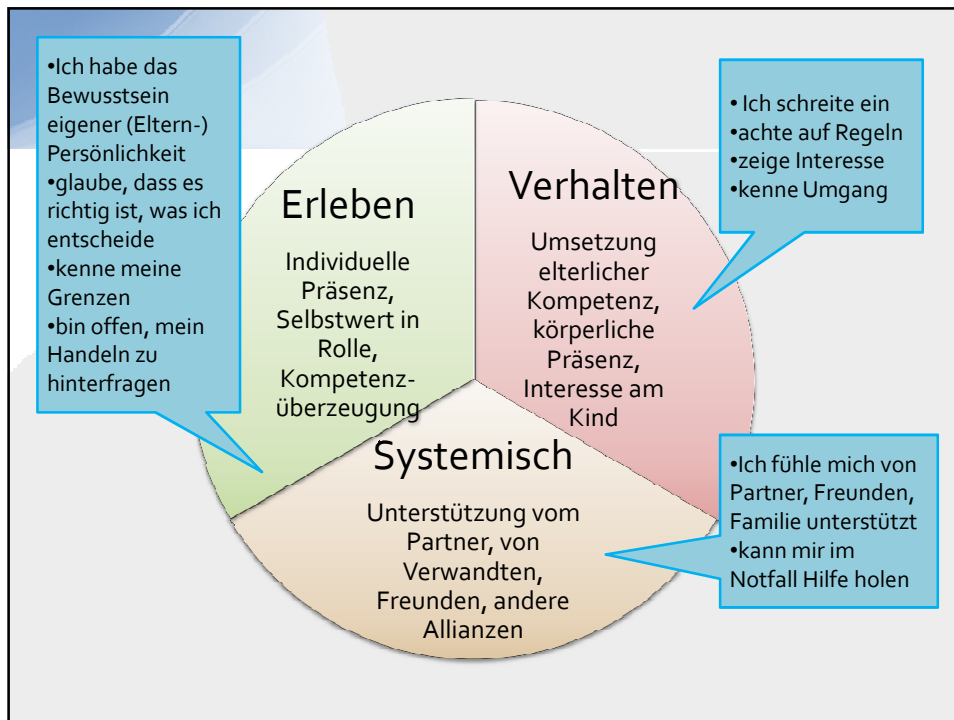 •Ich habe das
Bewusstsein
eigener (Eltern-)
Persönlichkeit
•glaube, dass es
richtig ist, was ich
entscheide
•kenne meine
Grenzen
•bin offen, mein
Handeln zu
hinterfragen
Erleben
Individuelle
Präsenz,
Selbstwert in
Rolle,
Kompetenz-
überzeugung
Verhalten
Umsetzung
elterlicher
Kompetenz,
körperliche
Präsenz,
Interesse am
Kind
• Ich schreite ein
•achte auf Regeln
•zeige Interesse
•kenne Umgang
Systemisch
Unterstützung vom
Partner, von
Verwandten,
Freunden, andere
Allianzen
•Ich fühle mich von
Partner, Freunden,
Familie unterstützt
•kann mir im
Notfall Hilfe holen